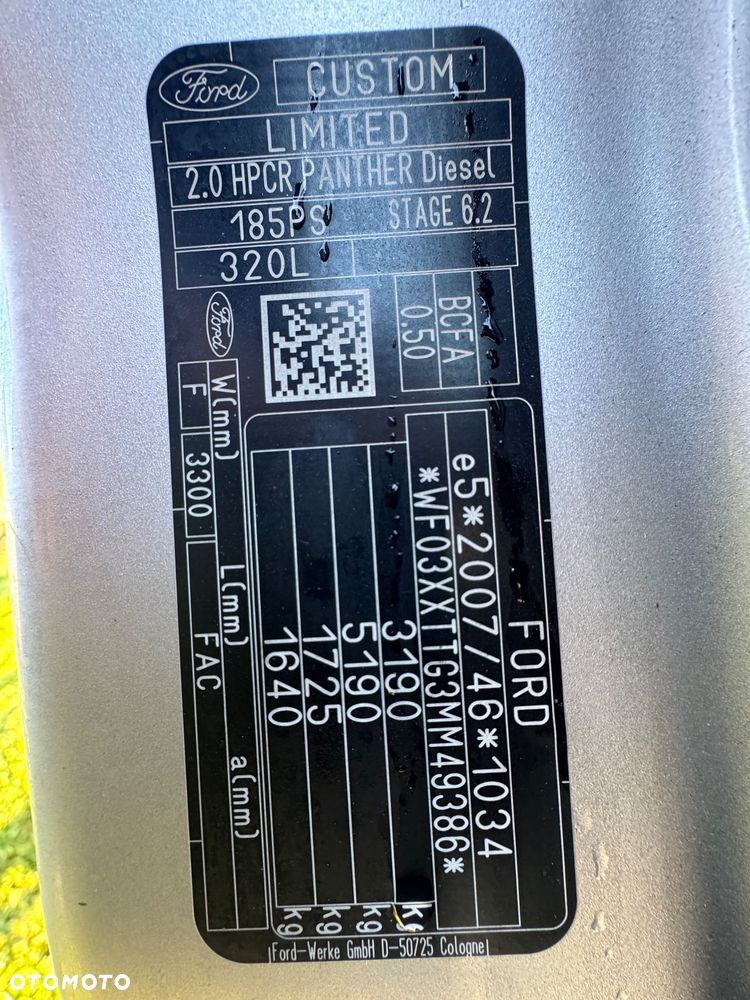 Ford CUSTOM
LIMITED
2.0 HPCR PANTHER Diesel
185PS STAGE 6.2
320L
BCFA
0.50
FORD
e5*2007/46*1034
*WF03XXTTG3MM49386*
3190 kg
5190 kg
1725 kg
1640 kg
Ford
W(mm) L(mm) a(mm)
F 3300 FAC
Ford-Werke GmbH D-50725 Cologne
OTOMOTO